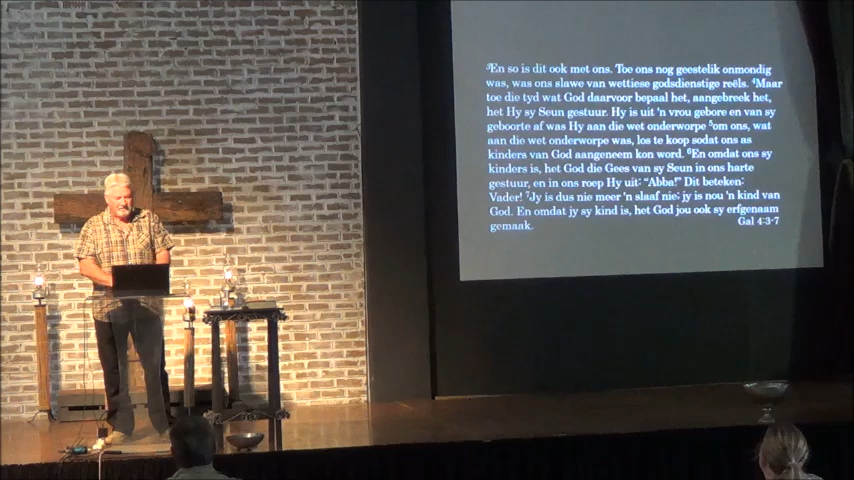 ³En so is dit ook met ons. Toe ons nog geestelik onmondig
was, was ons slawe van wettiese godsdienstige reëls. ⁴Maar
toe die tyd wat God daarvoor bepaal het, aangebreek het,
het Hy sy Seun gestuur. Hy is uit 'n vrou gebore en van sy
geboorte af was Hy aan die wet onderworpe ⁵om ons, wat
aan die wet onderworpe was, los te koop sodat ons as
kinders van God aangeneem kon word. ⁶En omdat ons sy
kinders is, het God die Gees van sy Seun in ons harte
gestuur, en in ons roep Hy uit: "Abba!" Dit beteken:
Vader! ⁷Jy is dus nie meer 'n slaaf nie; jy is nou 'n kind van
God. En omdat jy sy kind is, het God jou ook sy erfgenaam
gemaak. Gal 4:3-7